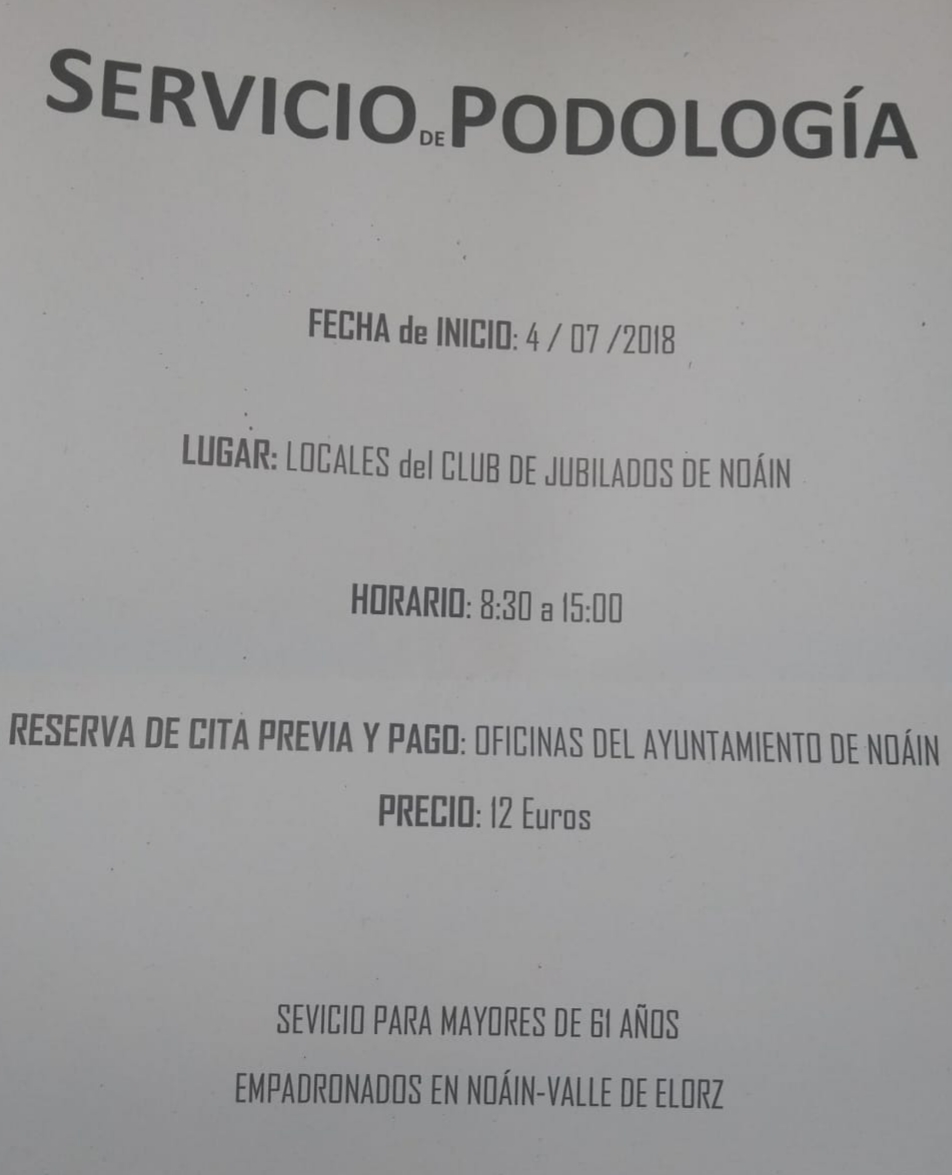 SERVICIO DE PODOLOGÍA
FECHA de INICIO: 4 / 07 /2018
LUGAR: LOCALES del CLUB DE JUBILADOS DE NOÁIN
HORARIO: 8:30 a 15:00
RESERVA DE CITA PREVIA Y PAGO: OFICINAS DEL AYUNTAMIENTO DE NOÁIN
PRECIO: 12 Euros
SEVICIO PARA MAYORES DE 61 AÑOS
EMPADRONADOS EN NOÁIN-VALLE DE ELORZ